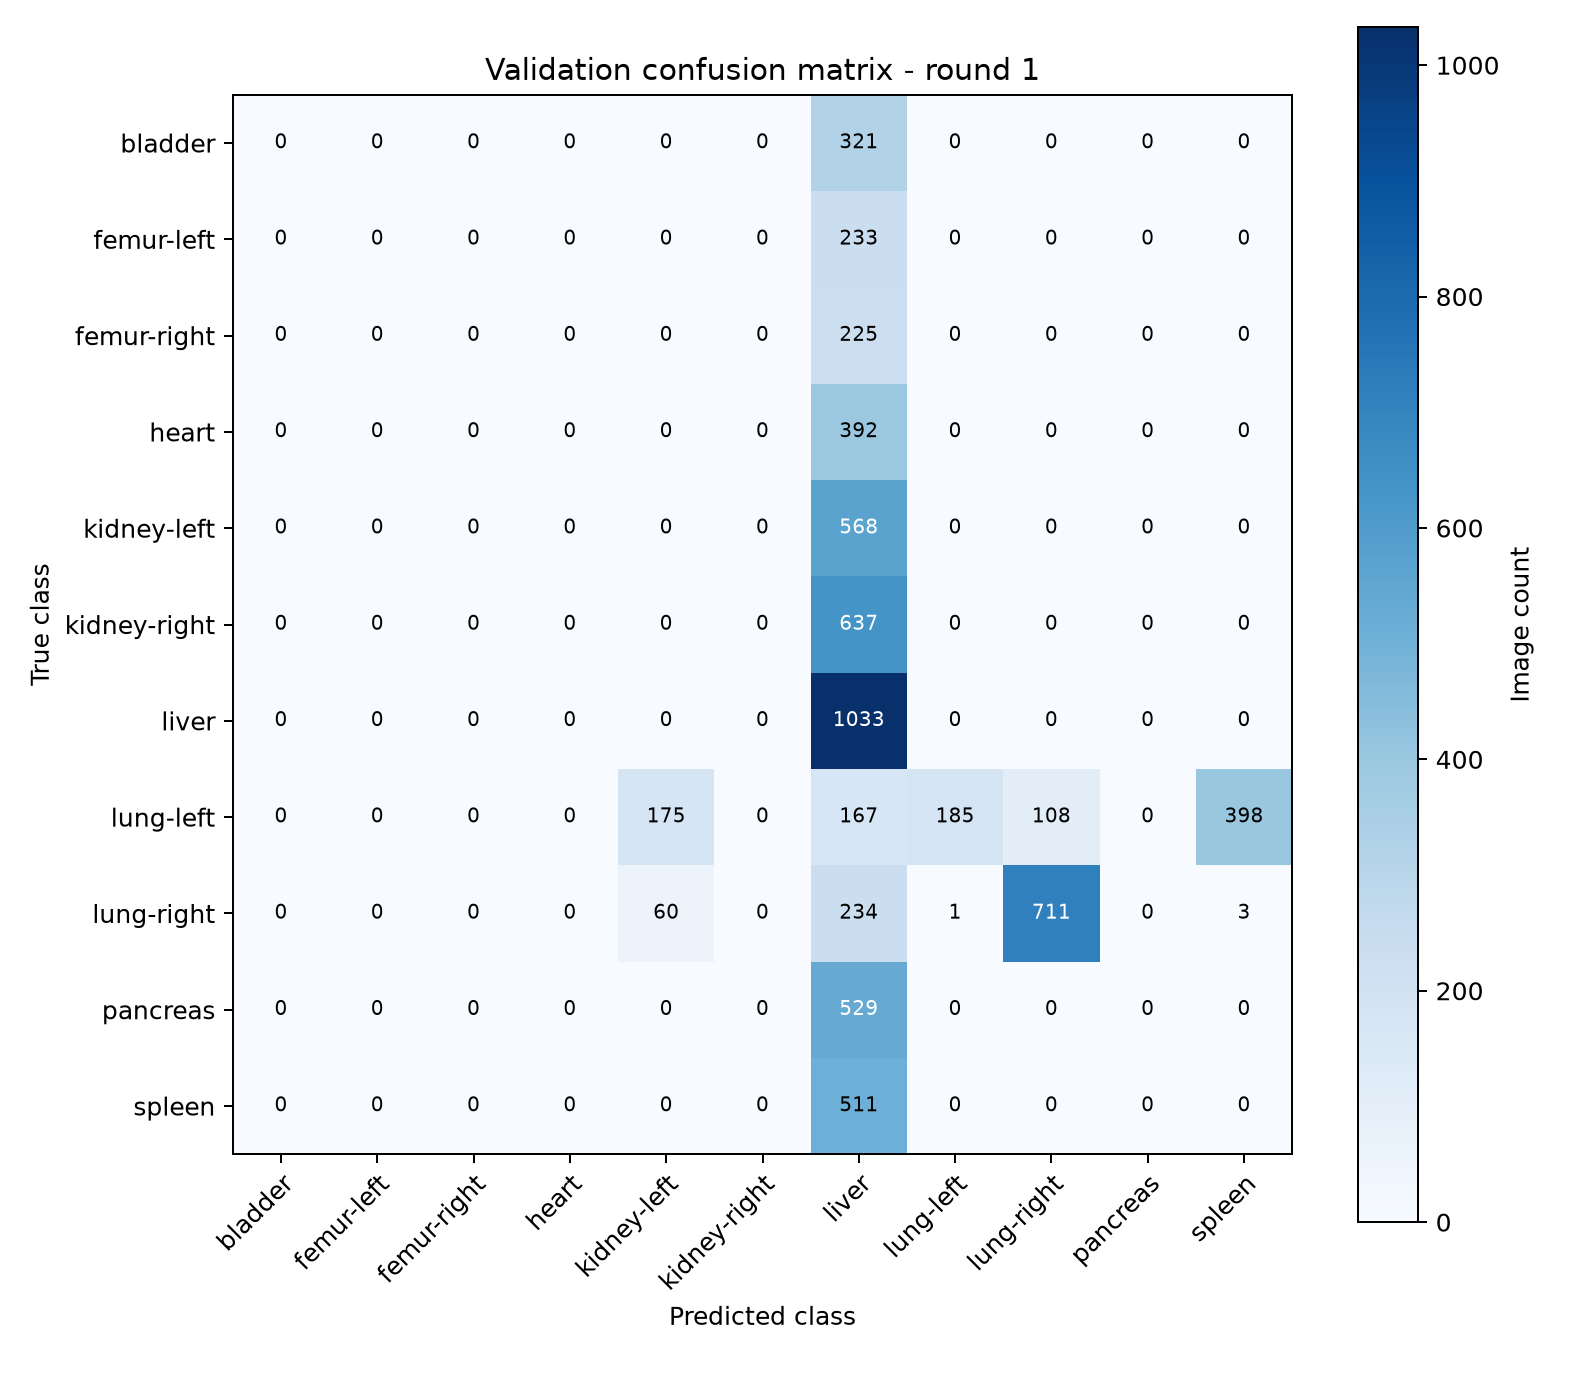 Validation confusion matrix - round 1
True class
bladder 0 0 0 0 0 0 321 0 0 0 0
femur-left 0 0 0 0 0 0 233 0 0 0 0
femur-right 0 0 0 0 0 0 225 0 0 0 0
heart 0 0 0 0 0 0 392 0 0 0 0
kidney-left 0 0 0 0 0 0 568 0 0 0 0
kidney-right 0 0 0 0 0 0 637 0 0 0 0
liver 0 0 0 0 0 0 1033 0 0 0 0
lung-left 0 0 0 0 175 0 167 185 108 0 398
lung-right 0 0 0 0 60 0 234 1 711 0 3
pancreas 0 0 0 0 0 0 529 0 0 0 0
spleen 0 0 0 0 0 0 511 0 0 0 0
bladder femur-left femur-right heart kidney-left kidney-right liver lung-left lung-right pancreas spleen
Predicted class
1000
800
600
400
200
0
Image count